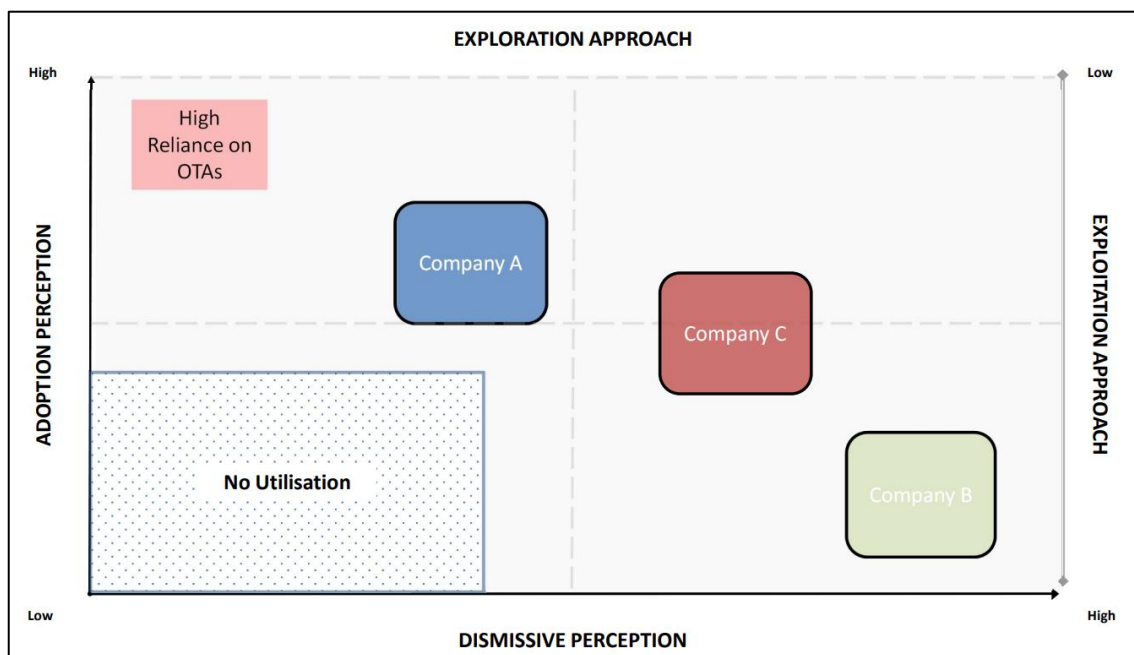 EXPLORATION APPROACH
High
Low
High
Reliance on
OTAs
Company A
Company C
Company B
No Utilisation
ADOPTION PERCEPTION
EXPLOITATION APPROACH
Low
High
DISMISSIVE PERCEPTION